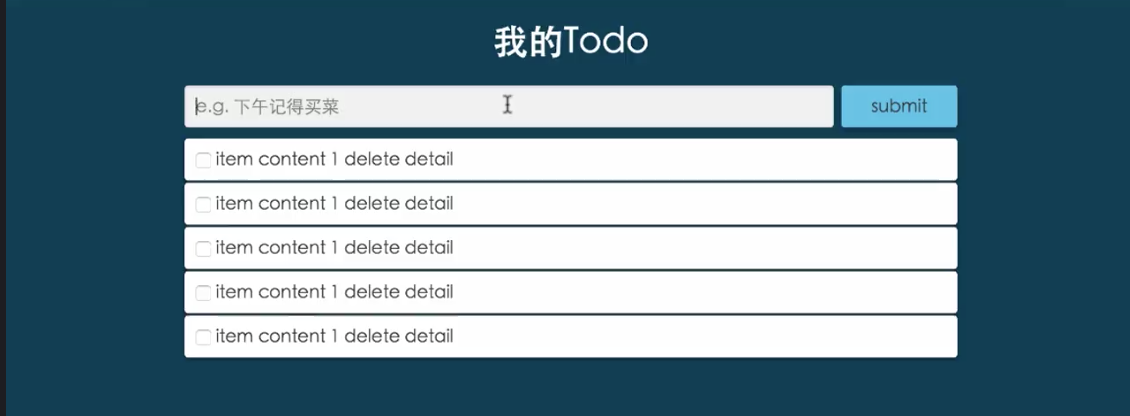 我的Todo
e.g. 下午记得买菜 submit
item content 1 delete detail
item content 1 delete detail
item content 1 delete detail
item content 1 delete detail
item content 1 delete detail